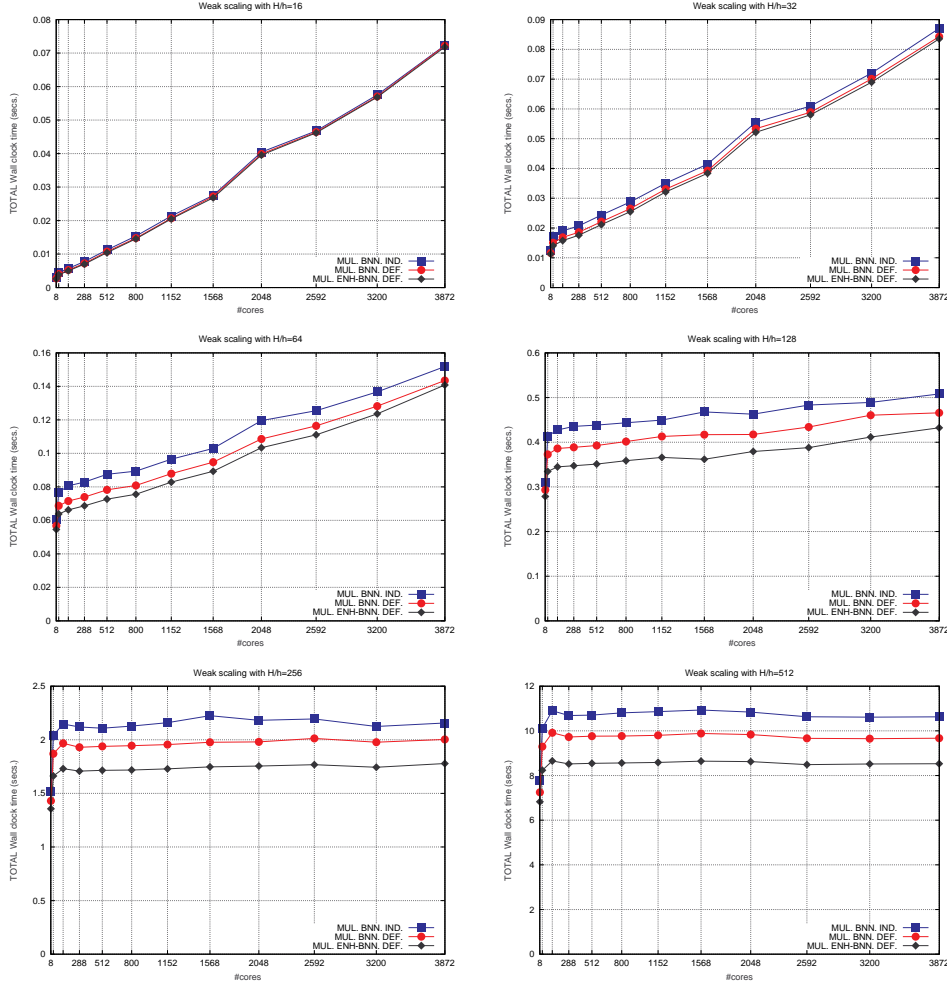 Weak scaling with H/h=16
0.08
0.07
0.06
0.05
0.04
0.03
0.02
0.01
0
TOTAL Wall clock time (secs.)
MUL. BNN. IND.
MUL. BNN. DEF.
MUL. ENH-BNN. DEF.
8 288 512 800 1152 1568 2048 2592 3200 3872
#cores
Weak scaling with H/h=32
0.09
0.08
0.07
0.06
0.05
0.04
0.03
0.02
0.01
0
TOTAL Wall clock time (secs.)
MUL. BNN. IND.
MUL. BNN. DEF.
MUL. ENH-BNN. DEF.
8 288 512 800 1152 1568 2048 2592 3200 3872
#cores
Weak scaling with H/h=64
0.16
0.14
0.12
0.1
0.08
0.06
0.04
0.02
0
TOTAL Wall clock time (secs.)
MUL. BNN. IND.
MUL. BNN. DEF.
MUL. ENH-BNN. DEF.
8 288 512 800 1152 1568 2048 2592 3200 3872
#cores
Weak scaling with H/h=128
0.6
0.5
0.4
0.3
0.2
0.1
0
TOTAL Wall clock time (secs.)
MUL. BNN. IND.
MUL. BNN. DEF.
MUL. ENH-BNN. DEF.
8 288 512 800 1152 1568 2048 2592 3200 3872
#cores
Weak scaling with H/h=256
2.5
2
1.5
1
0.5
0
TOTAL Wall clock time (secs.)
MUL. BNN. IND.
MUL. BNN. DEF.
MUL. ENH-BNN. DEF.
8 288 512 800 1152 1568 2048 2592 3200 3872
#cores
Weak scaling with H/h=512
12
10
8
6
4
2
0
TOTAL Wall clock time (secs.)
MUL. BNN. IND.
MUL. BNN. DEF.
MUL. ENH-BNN. DEF.
8 288 512 800 1152 1568 2048 2592 3200 3872
#cores